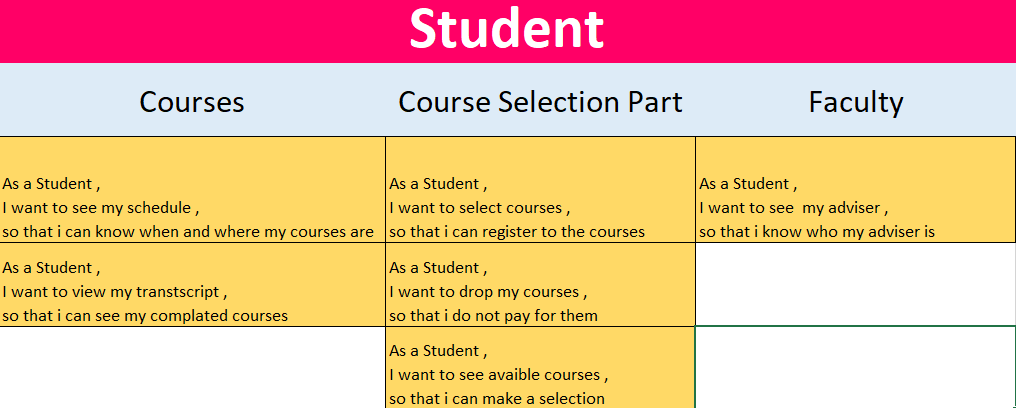 Student
Courses
Course Selection Part
Faculty
As a Student ,
I want to see my schedule ,
so that i can know when and where my courses are
As a Student ,
I want to select courses ,
so that i can register to the courses
As a Student ,
I want to see  my adviser ,
so that i know who my adviser is
As a Student ,
I want to view my transtscript ,
so that i can see my complated courses
As a Student ,
I want to drop my courses ,
so that i do not pay for them
As a Student ,
I want to see avaible courses ,
so that i can make a selection